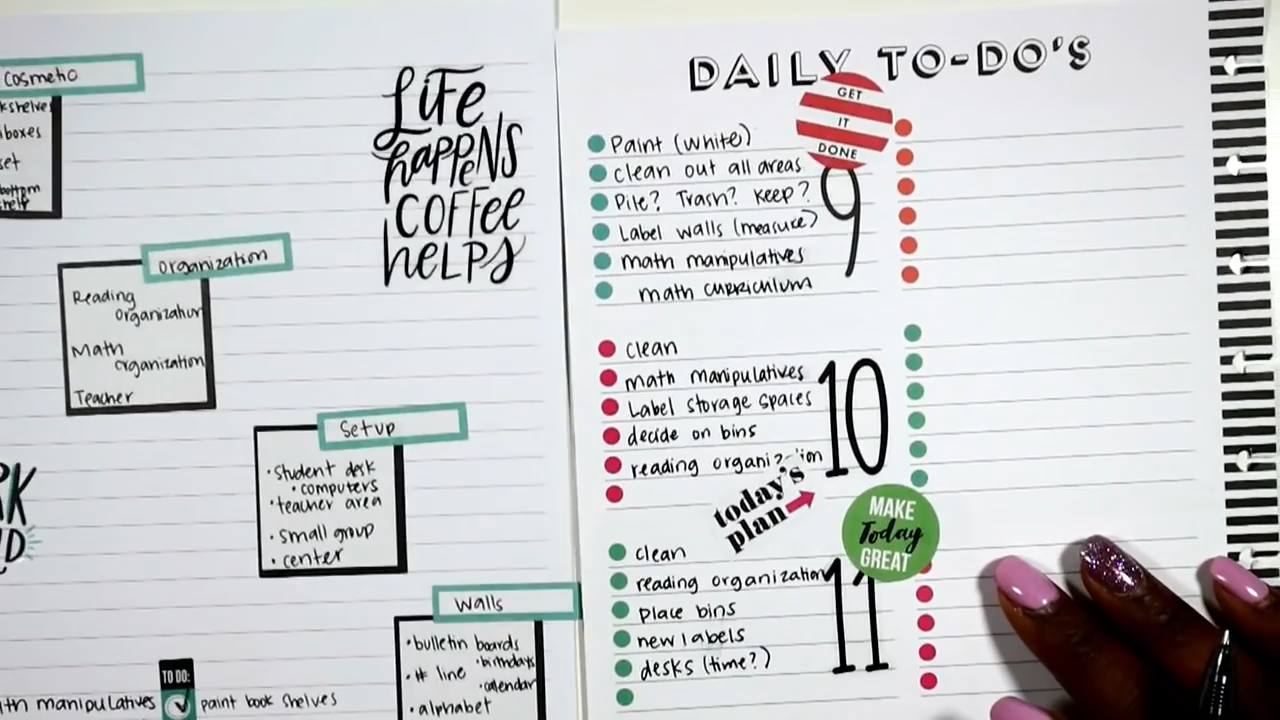 Cosmetic
kshelves
boxes
set
bottom
shelf
LIFE
happens
COFFEE
helps
organization
Reading
organization
Math
organization
Teacher
Setup
• student desk
• computers
• teacher area
• small group
• center
RK
walls
• bulletin boards
• birthdays
• # line
• calendar
• alphabet
TO DO:
th manipulatives
paint book shelves
DAILY TO-DO'S
GET
IT
DONE
Paint (white)
clean out all areas
Pile? Trash? Keep?
Label walls (measure)
math manipulatives
math curriculum
9
clean
math manipulatives
Label storage spaces
decide on bins
reading organization
10
today's
plan
MAKE
Today
GREAT
clean
reading organization
place bins
new labels
desks (time?)
11